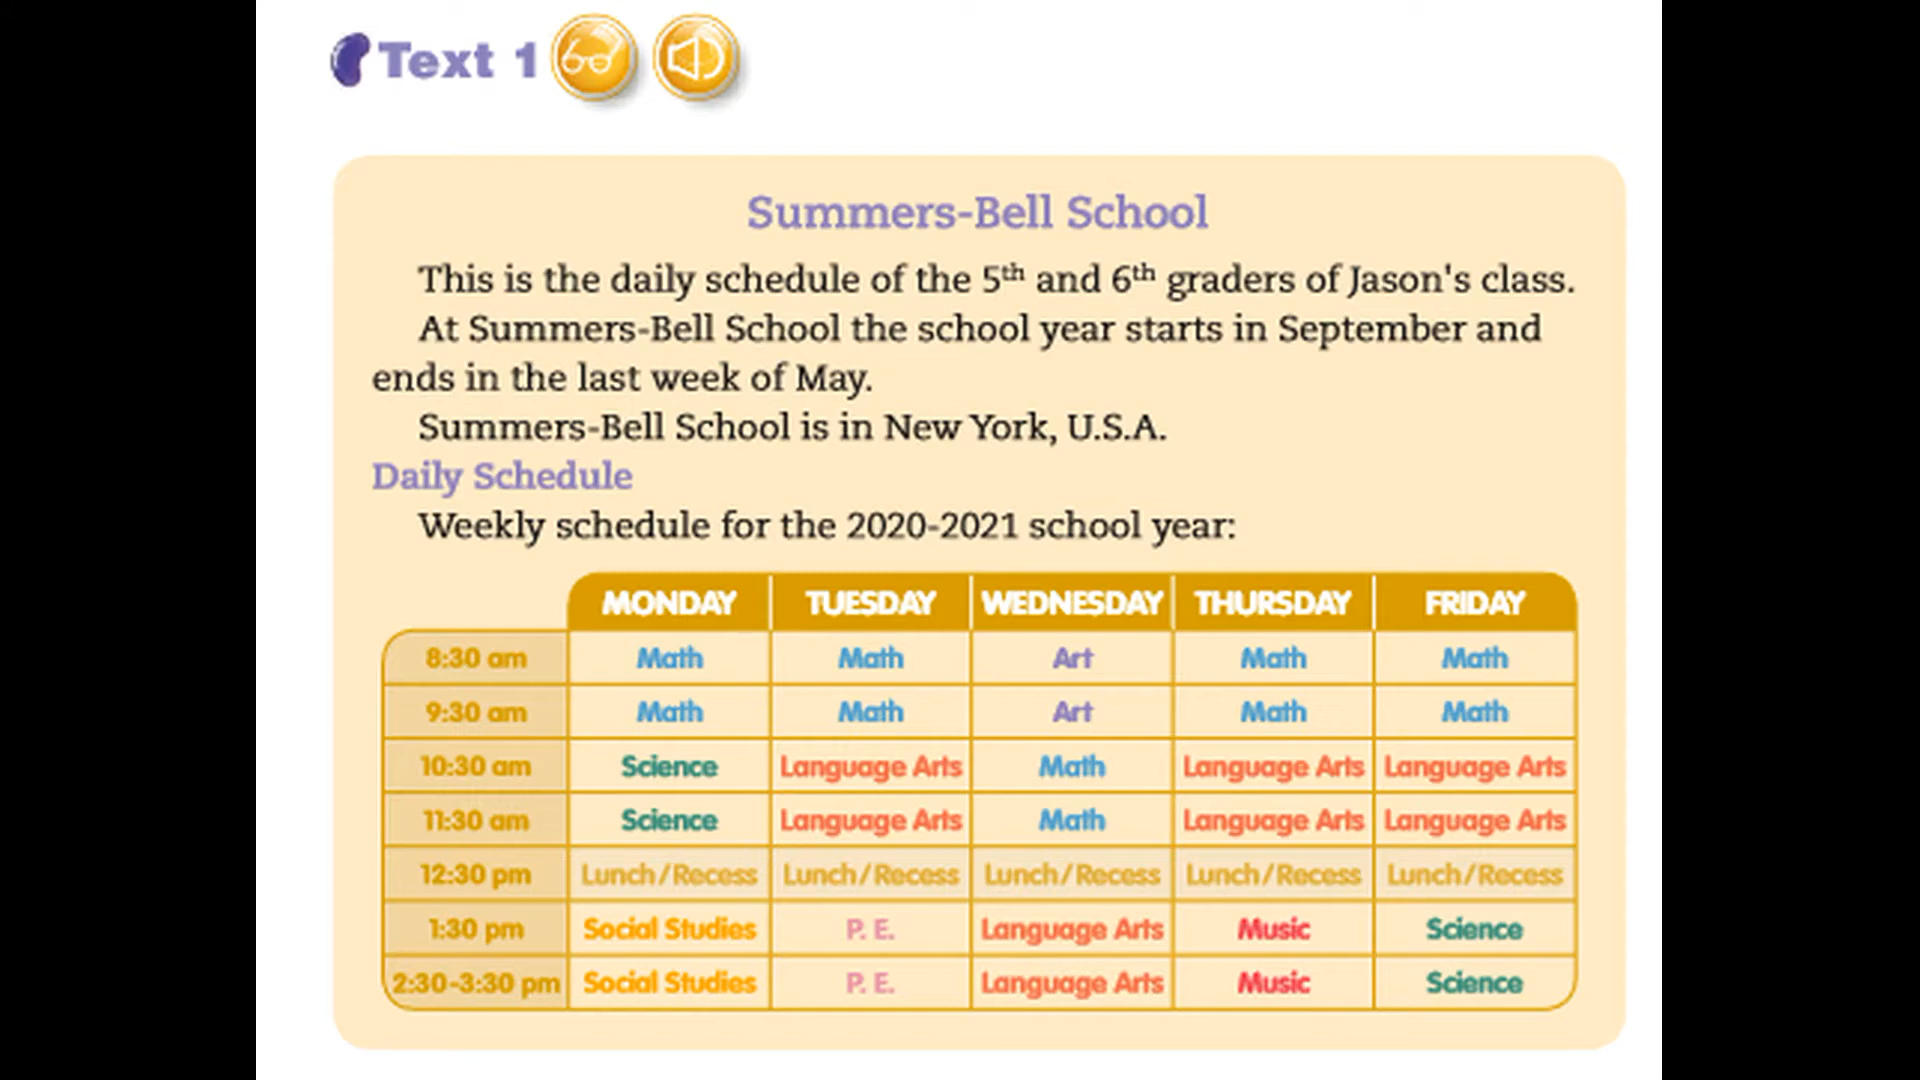 Text 1
Summers-Bell School
This is the daily schedule of the 5th and 6th graders of Jason's class.
At Summers-Bell School the school year starts in September and
ends in the last week of May.
Summers-Bell School is in New York, U.S.A.
Daily Schedule
Weekly schedule for the 2020-2021 school year:
MONDAY TUESDAY WEDNESDAY THURSDAY FRIDAY
8:30 am Math Math Art Math Math
9:30 am Math Math Art Math Math
10:30 am Science Language Arts Math Language Arts Language Arts
11:30 am Science Language Arts Math Language Arts Language Arts
12:30 pm Lunch/Recess Lunch/Recess Lunch/Recess Lunch/Recess Lunch/Recess
1:30 pm Social Studies P. E. Language Arts Music Science
2:30-3:30 pm Social Studies P. E. Language Arts Music Science